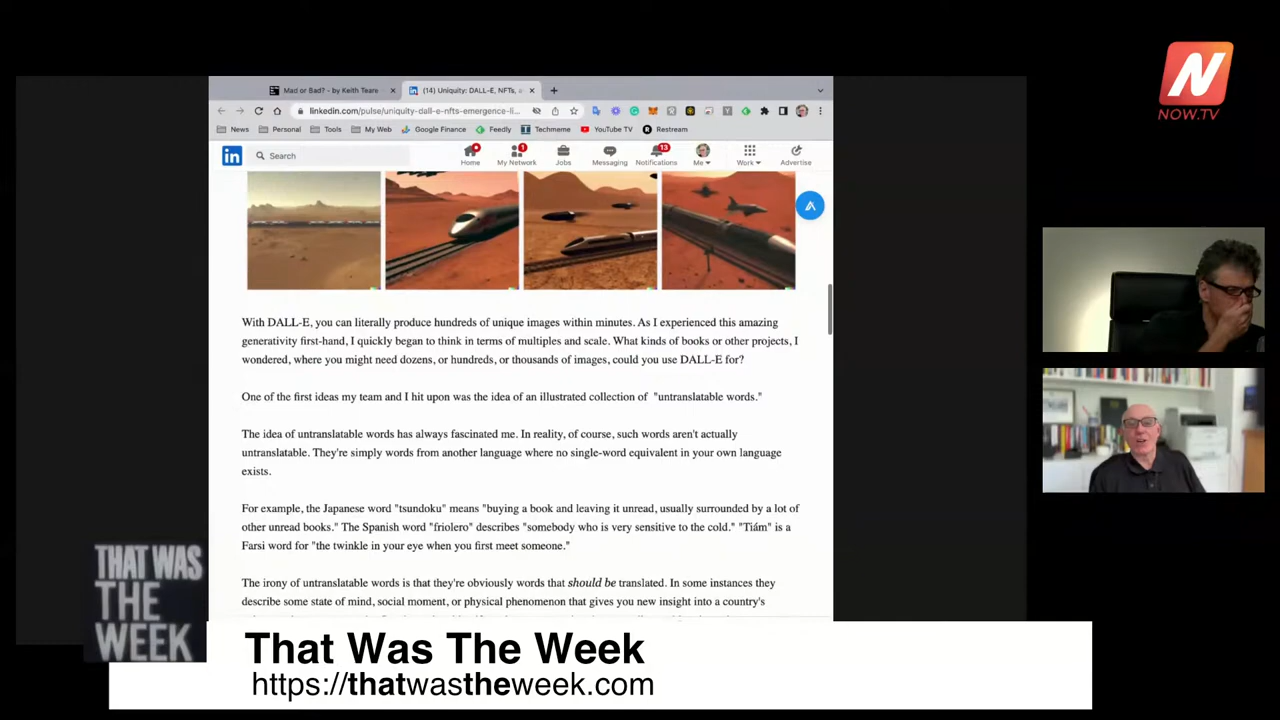 NOW.TV
Mad or Bad? - by Keith Teare
(14) Uniquity: DALL-E, NFTs, a
linkedin.com/pulse/uniquity-dall-e-nfts-emergence-li...
News
Personal
Tools
My Web
Google Finance
Feedly
Techmeme
YouTube TV
Restream
in
Search
Home
1
My Network
Jobs
Messaging
13
Notifications
Me
Work
Advertise
With DALL-E, you can literally produce hundreds of unique images within minutes. As I experienced this amazing
generativity first-hand, I quickly began to think in terms of multiples and scale. What kinds of books or other projects, I
wondered, where you might need dozens, or hundreds, or thousands of images, could you use DALL-E for?
One of the first ideas my team and I hit upon was the idea of an illustrated collection of "untranslatable words."
The idea of untranslatable words has always fascinated me. In reality, of course, such words aren't actually
untranslatable. They're simply words from another language where no single-word equivalent in your own language
exists.
For example, the Japanese word "tsundoku" means "buying a book and leaving it unread, usually surrounded by a lot of
other unread books." The Spanish word "friolero" describes "somebody who is very sensitive to the cold." "Tiám" is a
Farsi word for "the twinkle in your eye when you first meet someone."
The irony of untranslatable words is that they're obviously words that should be translated. In some instances they
describe some state of mind, social moment, or physical phenomenon that gives you new insight into a country's
THAT WAS
THE
WEEK
That Was The Week
https://thatwastheweek.com